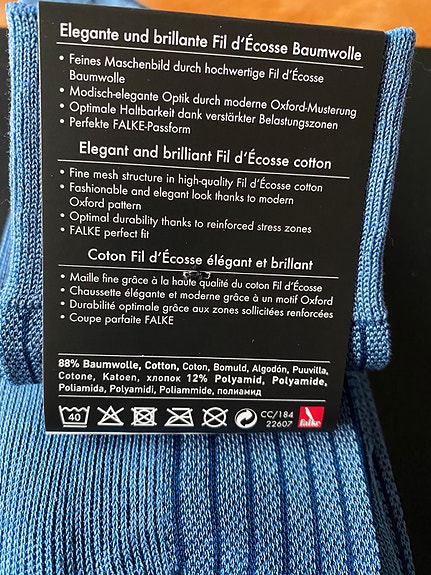 Elegante und brillante Fil d'Écosse Baumwolle
• Feines Maschenbild durch hochwertige Fil d'Écosse
Baumwolle
• Modisch-elegante Optik durch moderne Oxford-Musterung
• Optimale Haltbarkeit dank verstärkter Belastungszonen
• Perfekte FALKE-Passform
Elegant and brilliant Fil d'Écosse cotton
• Fine mesh structure in high-quality Fil d'Écosse cotton
• Fashionable and elegant look thanks to modern
Oxford pattern
• Optimal durability thanks to reinforced stress zones
• FALKE perfect fit
Coton Fil d'Écosse élégant et brillant
• Maille fine grâce à la haute qualité du coton Fil d'Écosse
• Chaussette élégante et moderne grâce à un motif Oxford
• Durabilité optimale grâce aux zones sollicitées renforcées
• Coupe parfaite FALKE
88% Baumwolle, Cotton, Coton, Bomuld, Algodón, Puuvilla,
Cotone, Katoen, хлопок 12% Polyamid, Polyamide,
Poliamida, Polyamidi, Poliammide, полиамид
40 CC/184
22607 falke